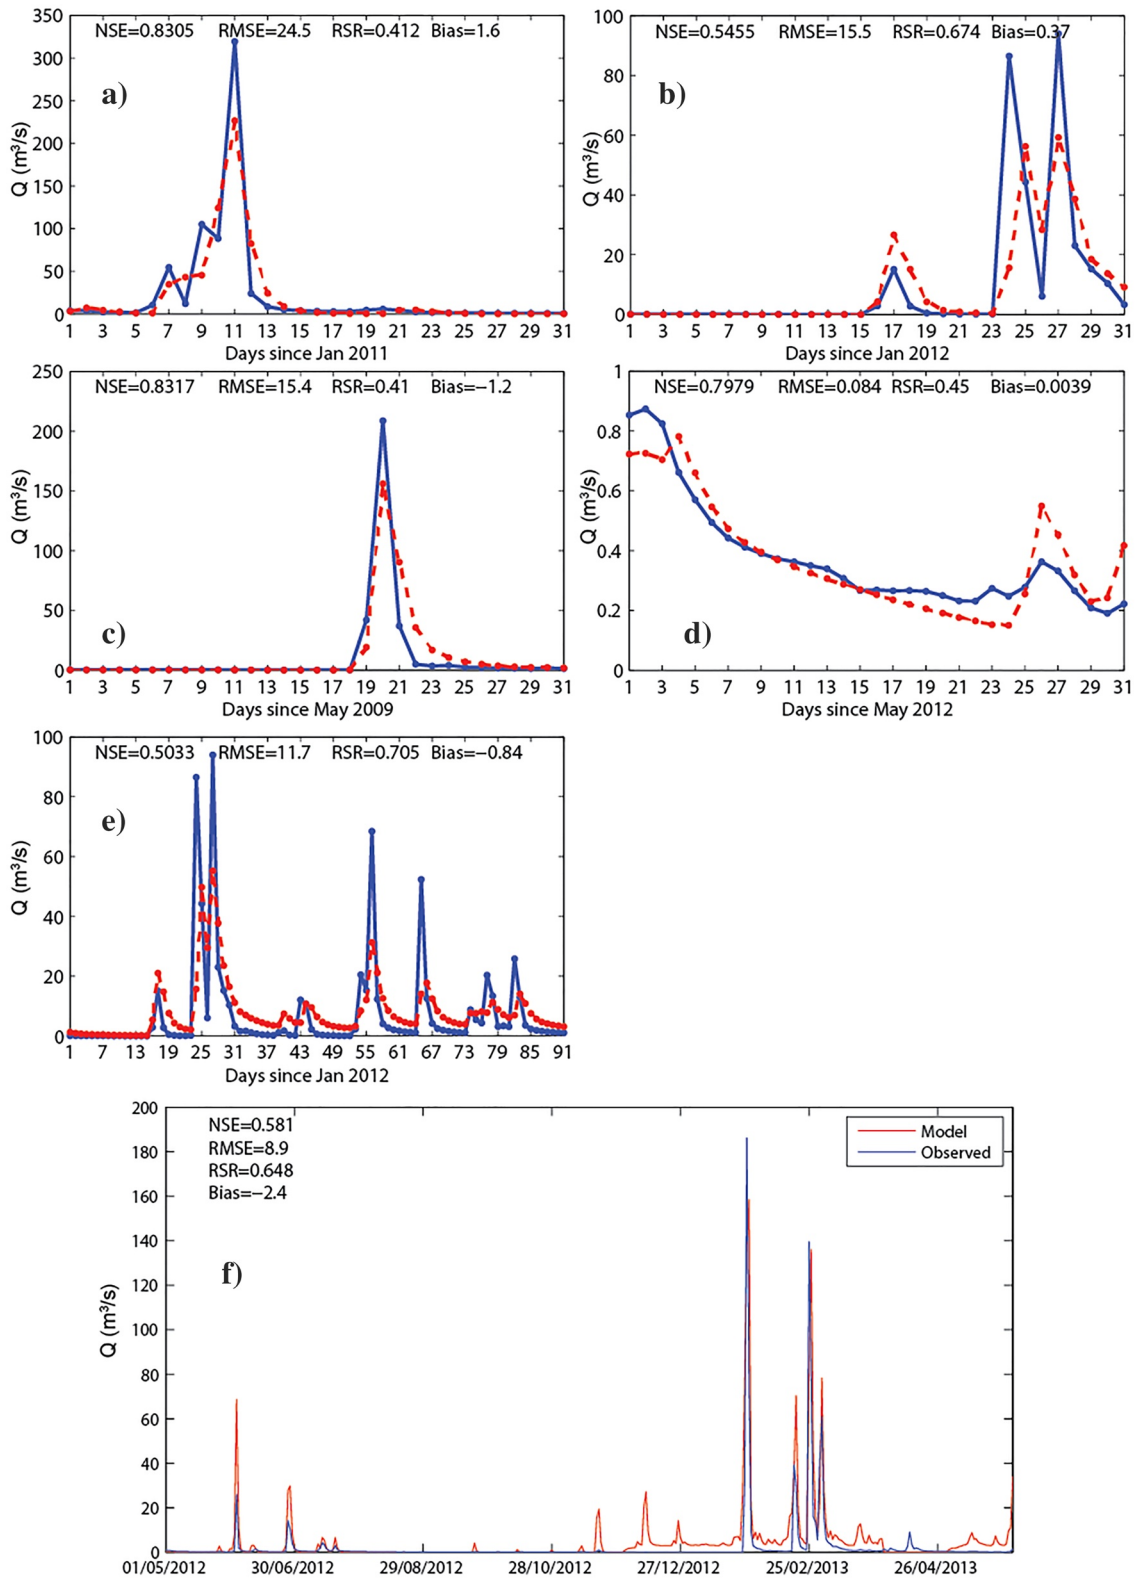 NSE=0.8305 RMSE=24.5 RSR=0.412 Bias=1.6
a)
Q (m³/s)
350
300
250
200
150
100
50
0
1 3 5 7 9 11 13 15 17 19 21 23 25 27 29 31
Days since Jan 2011
NSE=0.5455 RMSE=15.5 RSR=0.674 Bias=0.37
b)
Q (m³/s)
100
80
60
40
20
0
1 3 5 7 9 11 13 15 17 19 21 23 25 27 29 31
Days since Jan 2012
NSE=0.8317 RMSE=15.4 RSR=0.41 Bias=−1.2
c)
Q (m³/s)
250
200
150
100
50
0
1 3 5 7 9 11 13 15 17 19 21 23 25 27 29 31
Days since May 2009
NSE=0.7979 RMSE=0.084 RSR=0.45 Bias=0.0039
d)
Q (m³/s)
1
0.8
0.6
0.4
0.2
0
1 3 5 7 9 11 13 15 17 19 21 23 25 27 29 31
Days since May 2012
NSE=0.5033 RMSE=11.7 RSR=0.705 Bias=−0.84
e)
Q (m³/s)
100
80
60
40
20
0
1 7 13 19 25 31 37 43 49 55 61 67 73 79 85 91
Days since Jan 2012
NSE=0.581
RMSE=8.9
RSR=0.648
Bias=−2.4
f)
Model
Observed
Q (m³/s)
200
180
160
140
120
100
80
60
40
20
0
01/05/2012 30/06/2012 29/08/2012 28/10/2012 27/12/2012 25/02/2013 26/04/2013